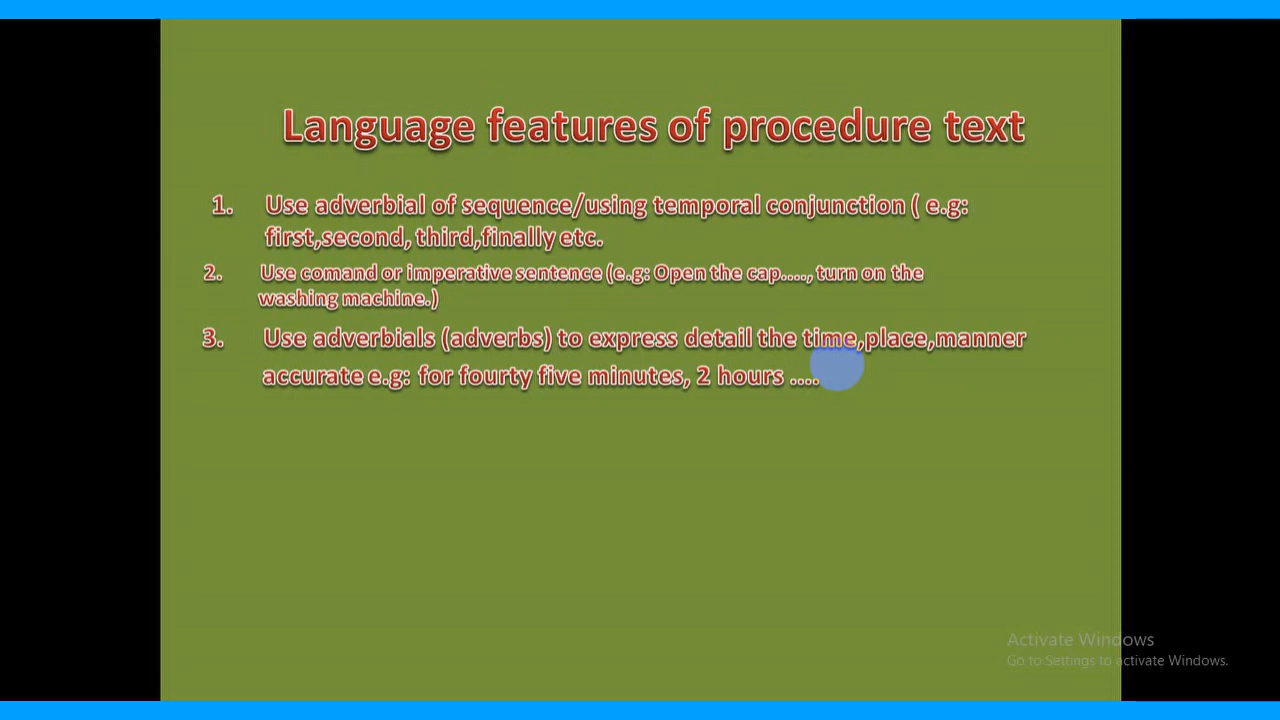 Language features of procedure text
1. Use adverbial of sequence/using temporal conjunction ( e.g:
first,second, third,finally etc.
2. Use comand or imperative sentence (e.g: Open the cap...., turn on the
washing machine.)
3. Use adverbials (adverbs) to express detail the time,place,manner
accurate e.g: for fourty five minutes, 2 hours ....
Activate Windows
Go to Settings to activate Windows.